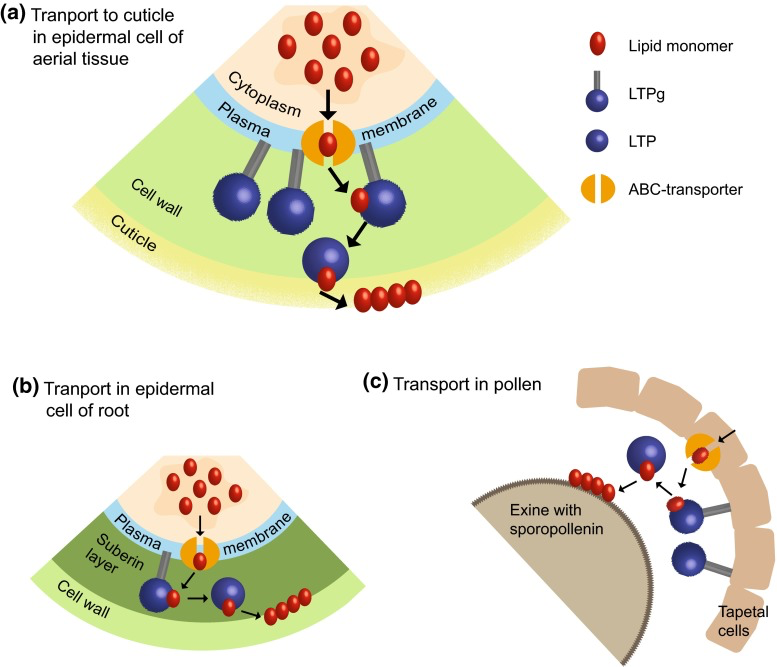 (a) Tranport to cuticle
in epidermal cell of
aerial tissue
Cytoplasm
Plasma membrane
Cell wall
Cuticle
Lipid monomer
LTPg
LTP
ABC-transporter
(b) Tranport in epidermal
cell of root
Plasma membrane
Suberin
layer
Cell wall
(c) Transport in pollen
Exine with
sporopollenin
Tapetal
cells